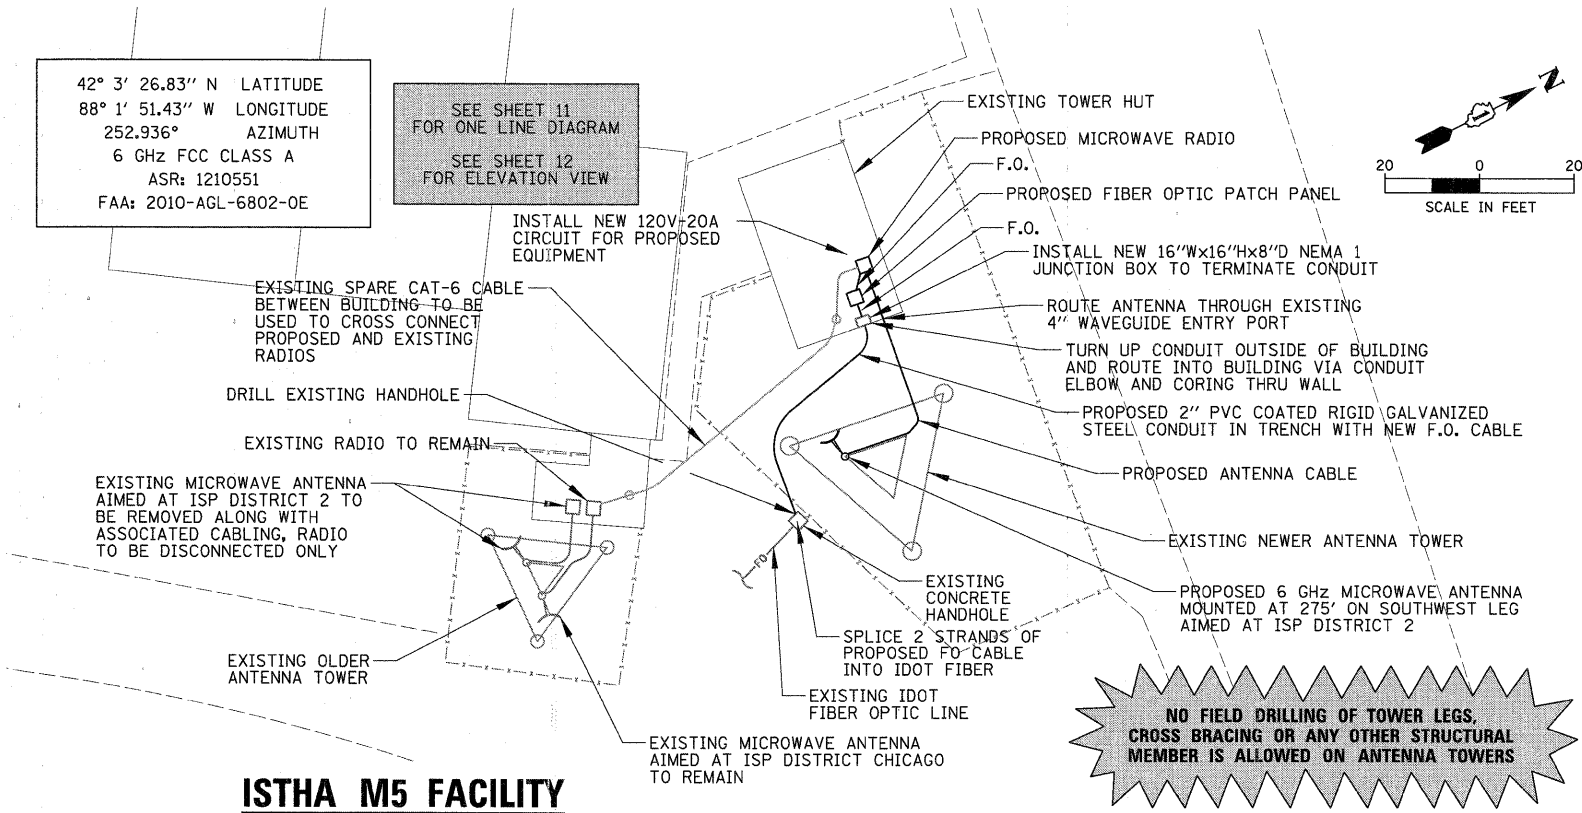 42° 3' 26.83" N LATITUDE
88° 1' 51.43" W LONGITUDE
252.936° AZIMUTH
6 GHz FCC CLASS A
ASR: 1210551
FAA: 2010-AGL-6802-OE
SEE SHEET 11
FOR ONE LINE DIAGRAM
SEE SHEET 12
FOR ELEVATION VIEW
INSTALL NEW 120V-20A
CIRCUIT FOR PROPOSED
EQUIPMENT
EXISTING SPARE CAT-6 CABLE
BETWEEN BUILDING TO BE
USED TO CROSS CONNECT
PROPOSED AND EXISTING
RADIOS
DRILL EXISTING HANDHOLE
EXISTING RADIO TO REMAIN
EXISTING MICROWAVE ANTENNA
AIMED AT ISP DISTRICT 2 TO
BE REMOVED ALONG WITH
ASSOCIATED CABLING, RADIO
TO BE DISCONNECTED ONLY
EXISTING OLDER
ANTENNA TOWER
EXISTING TOWER HUT
PROPOSED MICROWAVE RADIO
F.O.
PROPOSED FIBER OPTIC PATCH PANEL
F.O.
INSTALL NEW 16"Wx16"Hx8"D NEMA 1
JUNCTION BOX TO TERMINATE CONDUIT
ROUTE ANTENNA THROUGH EXISTING
4" WAVEGUIDE ENTRY PORT
TURN UP CONDUIT OUTSIDE OF BUILDING
AND ROUTE INTO BUILDING VIA CONDUIT
ELBOW AND CORING THRU WALL
PROPOSED 2" PVC COATED RIGID GALVANIZED
STEEL CONDUIT IN TRENCH WITH NEW F.O. CABLE
PROPOSED ANTENNA CABLE
EXISTING NEWER ANTENNA TOWER
PROPOSED 6 GHz MICROWAVE ANTENNA
MOUNTED AT 275' ON SOUTHWEST LEG
AIMED AT ISP DISTRICT 2
EXISTING
CONCRETE
HANDHOLE
FO
SPLICE 2 STRANDS OF
PROPOSED FO CABLE
INTO IDOT FIBER
EXISTING IDOT
FIBER OPTIC LINE
EXISTING MICROWAVE ANTENNA
AIMED AT ISP DISTRICT CHICAGO
TO REMAIN
N
20 0 20
SCALE IN FEET
NO FIELD DRILLING OF TOWER LEGS,
CROSS BRACING OR ANY OTHER STRUCTURAL
MEMBER IS ALLOWED ON ANTENNA TOWERS
ISTHA M5 FACILITY